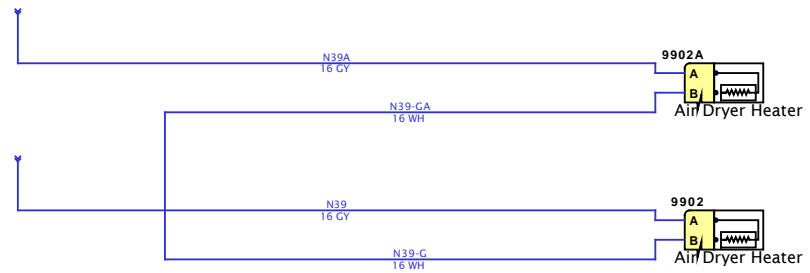 9902A
N39A
16 GY
A
B
N39-GA
16 WH
Air Dryer Heater
9902
N39
16 GY
A
B
N39-G
16 WH
Air Dryer Heater